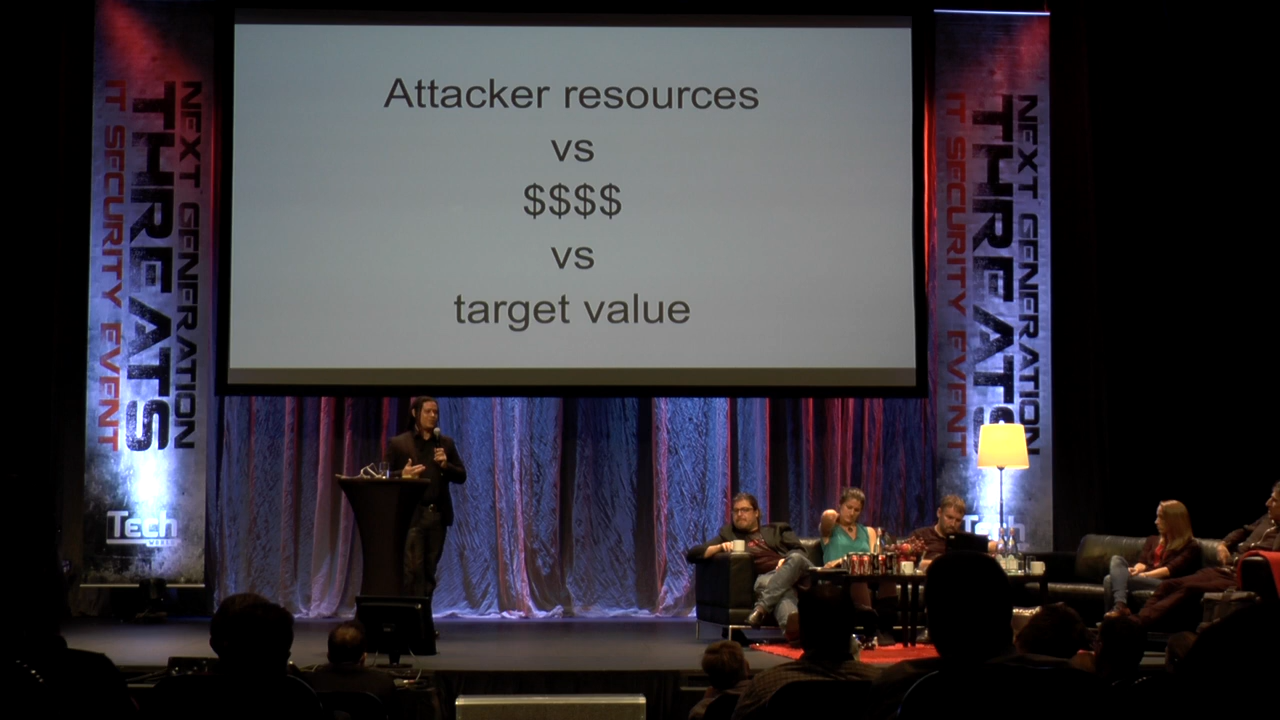 Attacker resources
vs
$$$$
vs
target value
NEXT GENERATION
THREATS
IT SECURITY EVENT
Tech
NEXT GENERATION
THREATS
IT SECURITY EVENT
Tech